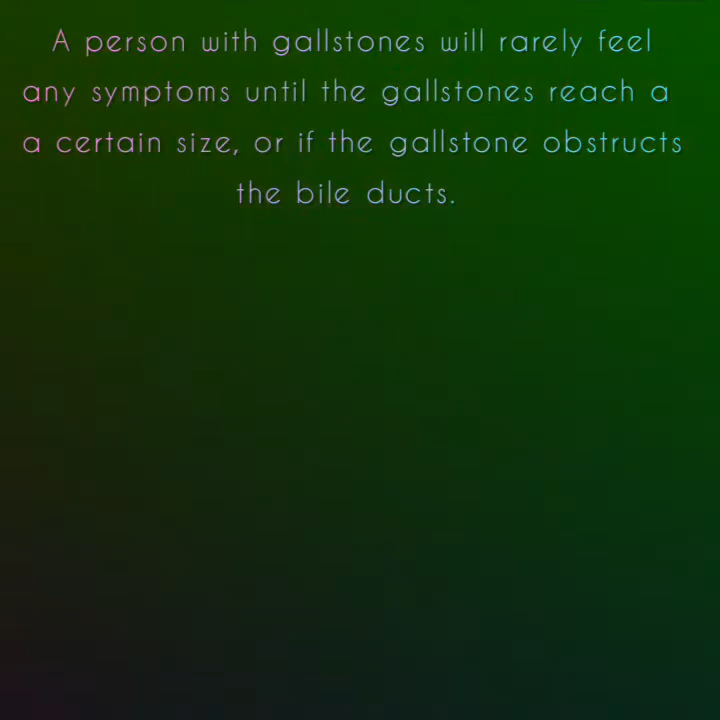 A person with gallstones will rarely feel
any symptoms until the gallstones reach a
a certain size, or if the gallstone obstructs
the bile ducts.